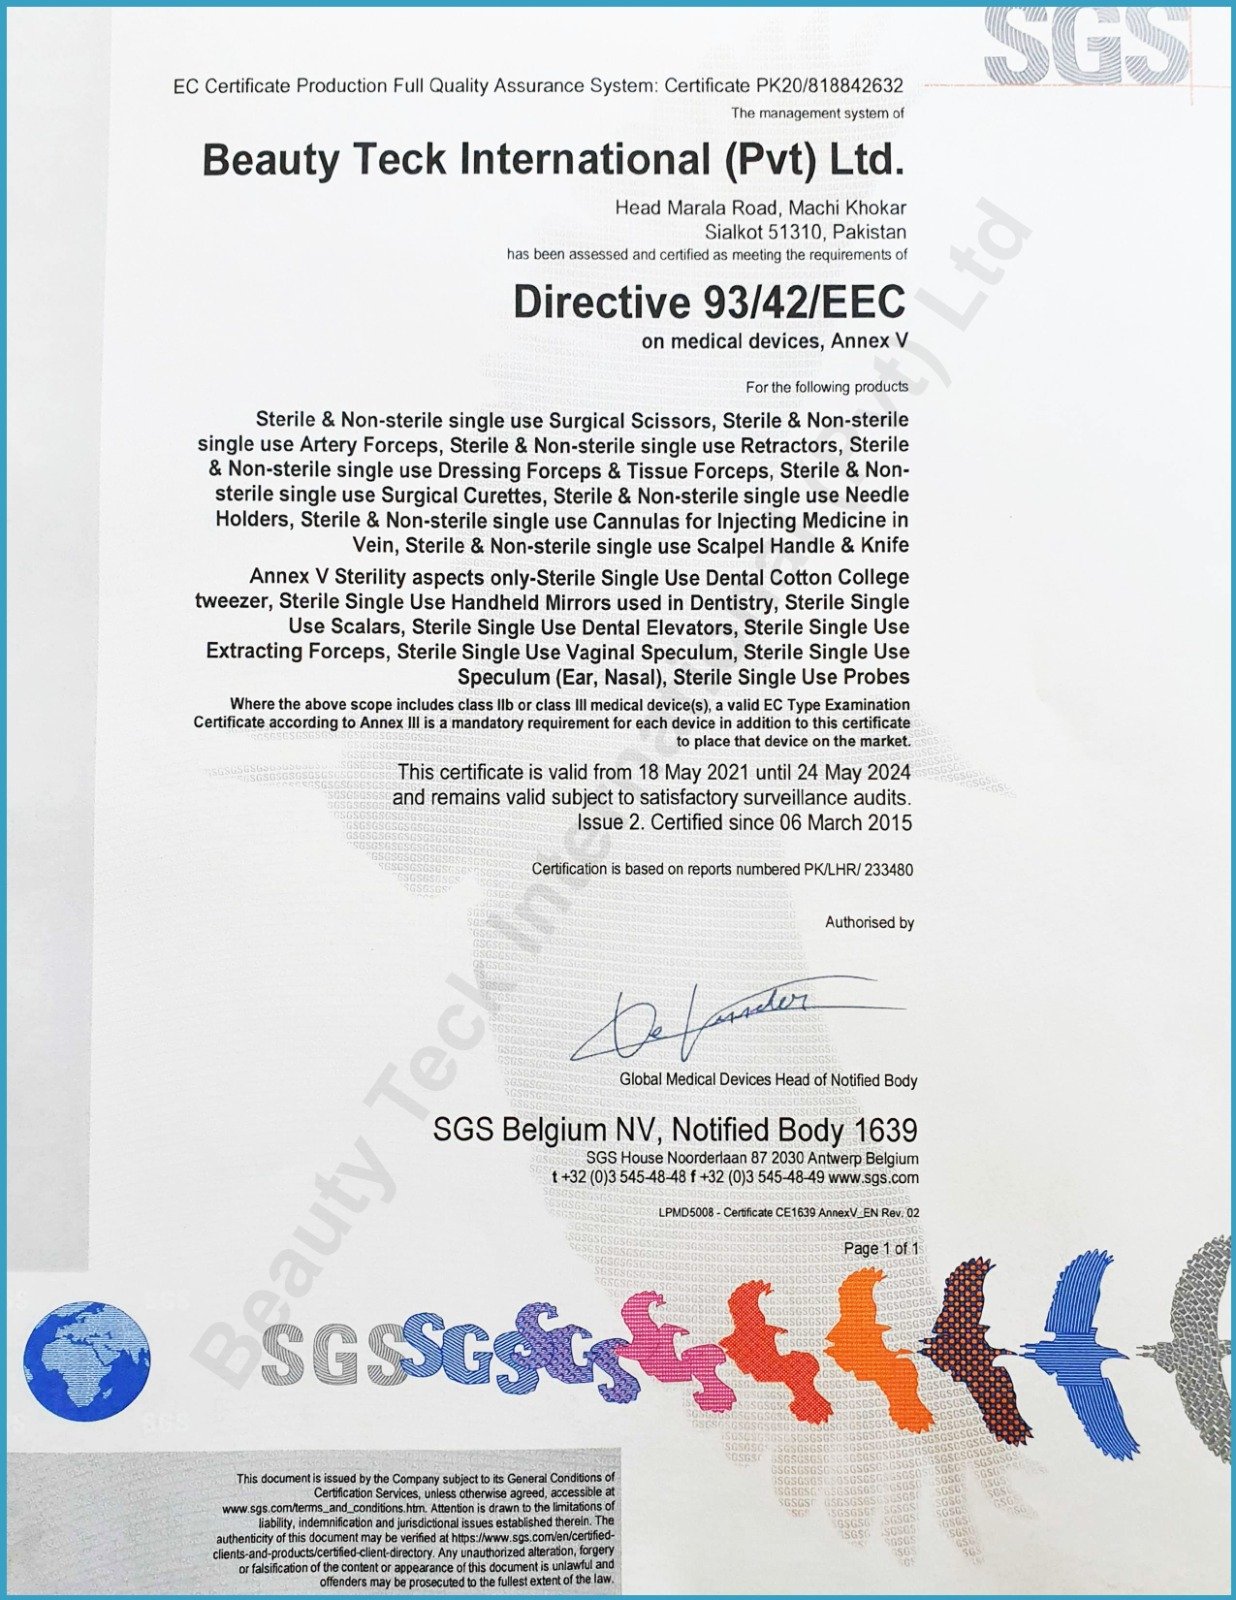 SGS
EC Certificate Production Full Quality Assurance System: Certificate PK20/818842632
The management system of
Beauty Teck International (Pvt) Ltd.
Head Marala Road, Machi Khokar
Sialkot 51310, Pakistan
has been assessed and certified as meeting the requirements of
Directive 93/42/EEC
on medical devices, Annex V
For the following products
Sterile & Non-sterile single use Surgical Scissors, Sterile & Non-sterile
single use Artery Forceps, Sterile & Non-sterile single use Retractors, Sterile
& Non-sterile single use Dressing Forceps & Tissue Forceps, Sterile & Non-
sterile single use Surgical Curettes, Sterile & Non-sterile single use Needle
Holders, Sterile & Non-sterile single use Cannulas for Injecting Medicine in
Vein, Sterile & Non-sterile single use Scalpel Handle & Knife
Annex V Sterility aspects only-Sterile Single Use Dental Cotton College
tweezer, Sterile Single Use Handheld Mirrors used in Dentistry, Sterile Single
Use Scalars, Sterile Single Use Dental Elevators, Sterile Single Use
Extracting Forceps, Sterile Single Use Vaginal Speculum, Sterile Single Use
Speculum (Ear, Nasal), Sterile Single Use Probes
Where the above scope includes class IIb or class III medical device(s), a valid EC Type Examination
Certificate according to Annex III is a mandatory requirement for each device in addition to this certificate
to place that device on the market.
This certificate is valid from 18 May 2021 until 24 May 2024
and remains valid subject to satisfactory surveillance audits.
Issue 2. Certified since 06 March 2015
Certification is based on reports numbered PK/LHR/ 233480
Authorised by
Global Medical Devices Head of Notified Body
SGS Belgium NV, Notified Body 1639
SGS House Noorderlaan 87 2030 Antwerp Belgium
t +32 (0)3 545-48-48 f +32 (0)3 545-48-49 www.sgs.com
LPMD5008 - Certificate CE1639 AnnexV_EN Rev. 02
Page 1 of 1
Beauty Teck International (Pvt) Ltd
SGS SGS SGS
This document is issued by the Company subject to its General Conditions of
Certification Services, unless otherwise agreed, accessible at
www.sgs.com/terms_and_conditions.htm. Attention is drawn to the limitations of
liability, indemnification and jurisdictional issues established therein. The
authenticity of this document may be verified at https://www.sgs.com/en/certified-
clients-and-products/certified-client-directory. Any unauthorized alteration, forgery
or falsification of the content or appearance of this document is unlawful and
offenders may be prosecuted to the fullest extent of the law.